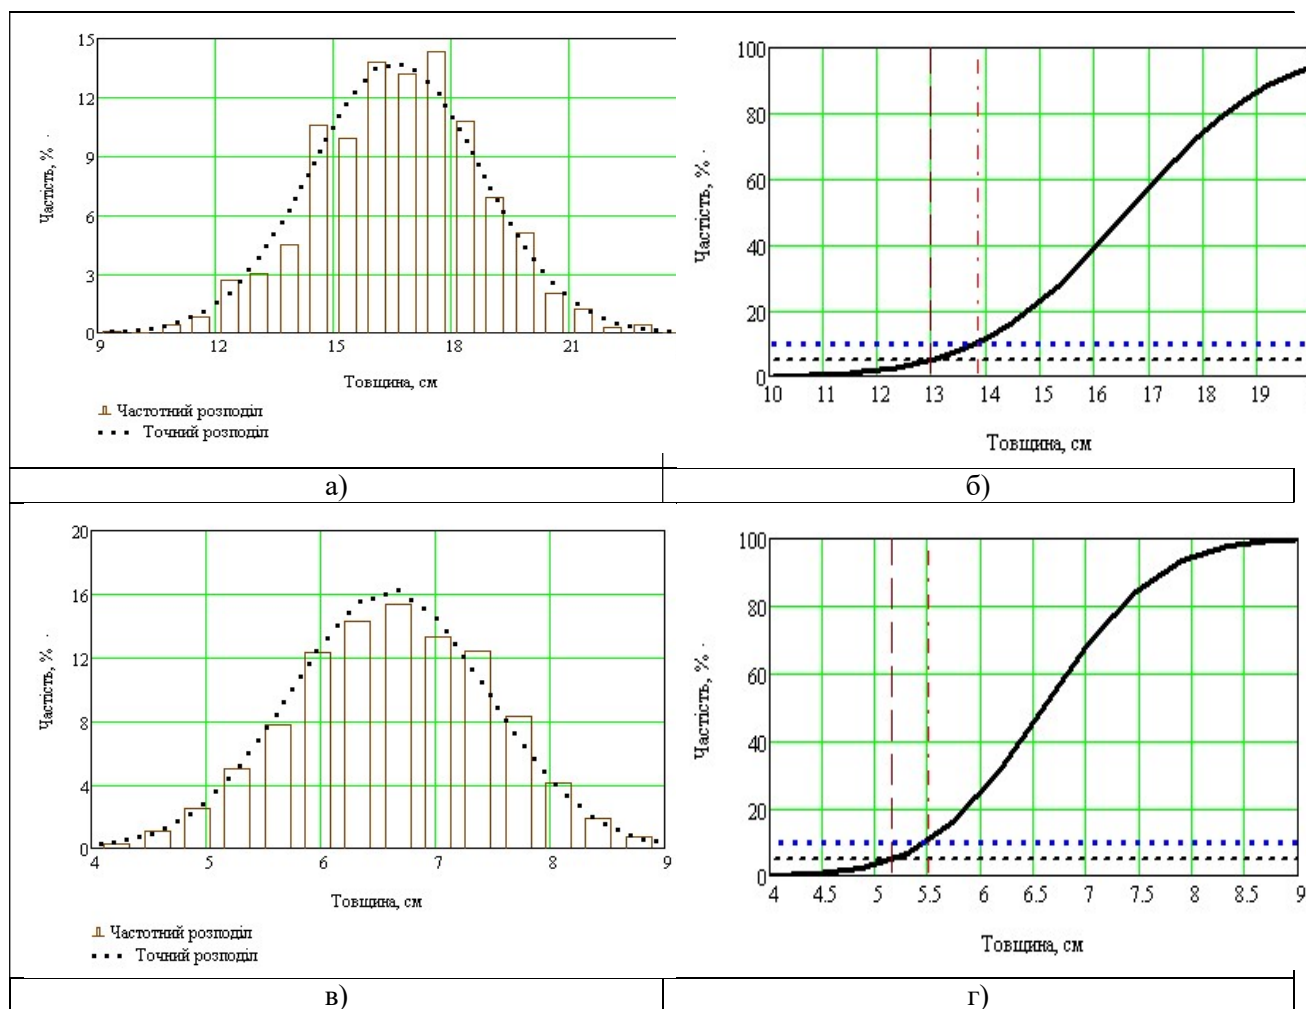 15
12
9
6
3
0
Частість, % .
9 12 15 18 21
Товщина, см
Частотний розподіл
Точний розподіл
100
80
60
40
20
0
Частість, % .
10 11 12 13 14 15 16 17 18 19
Товщина, см
а) б)
20
16
12
8
4
0
Частість, % .
4 5 6 7 8 9
Товщина, см
Частотний розподіл
Точний розподіл
100
80
60
40
20
0
Частість, % .
4 4.5 5 5.5 6 6.5 7 7.5 8 8.5 9
Товщина, см
в) г)